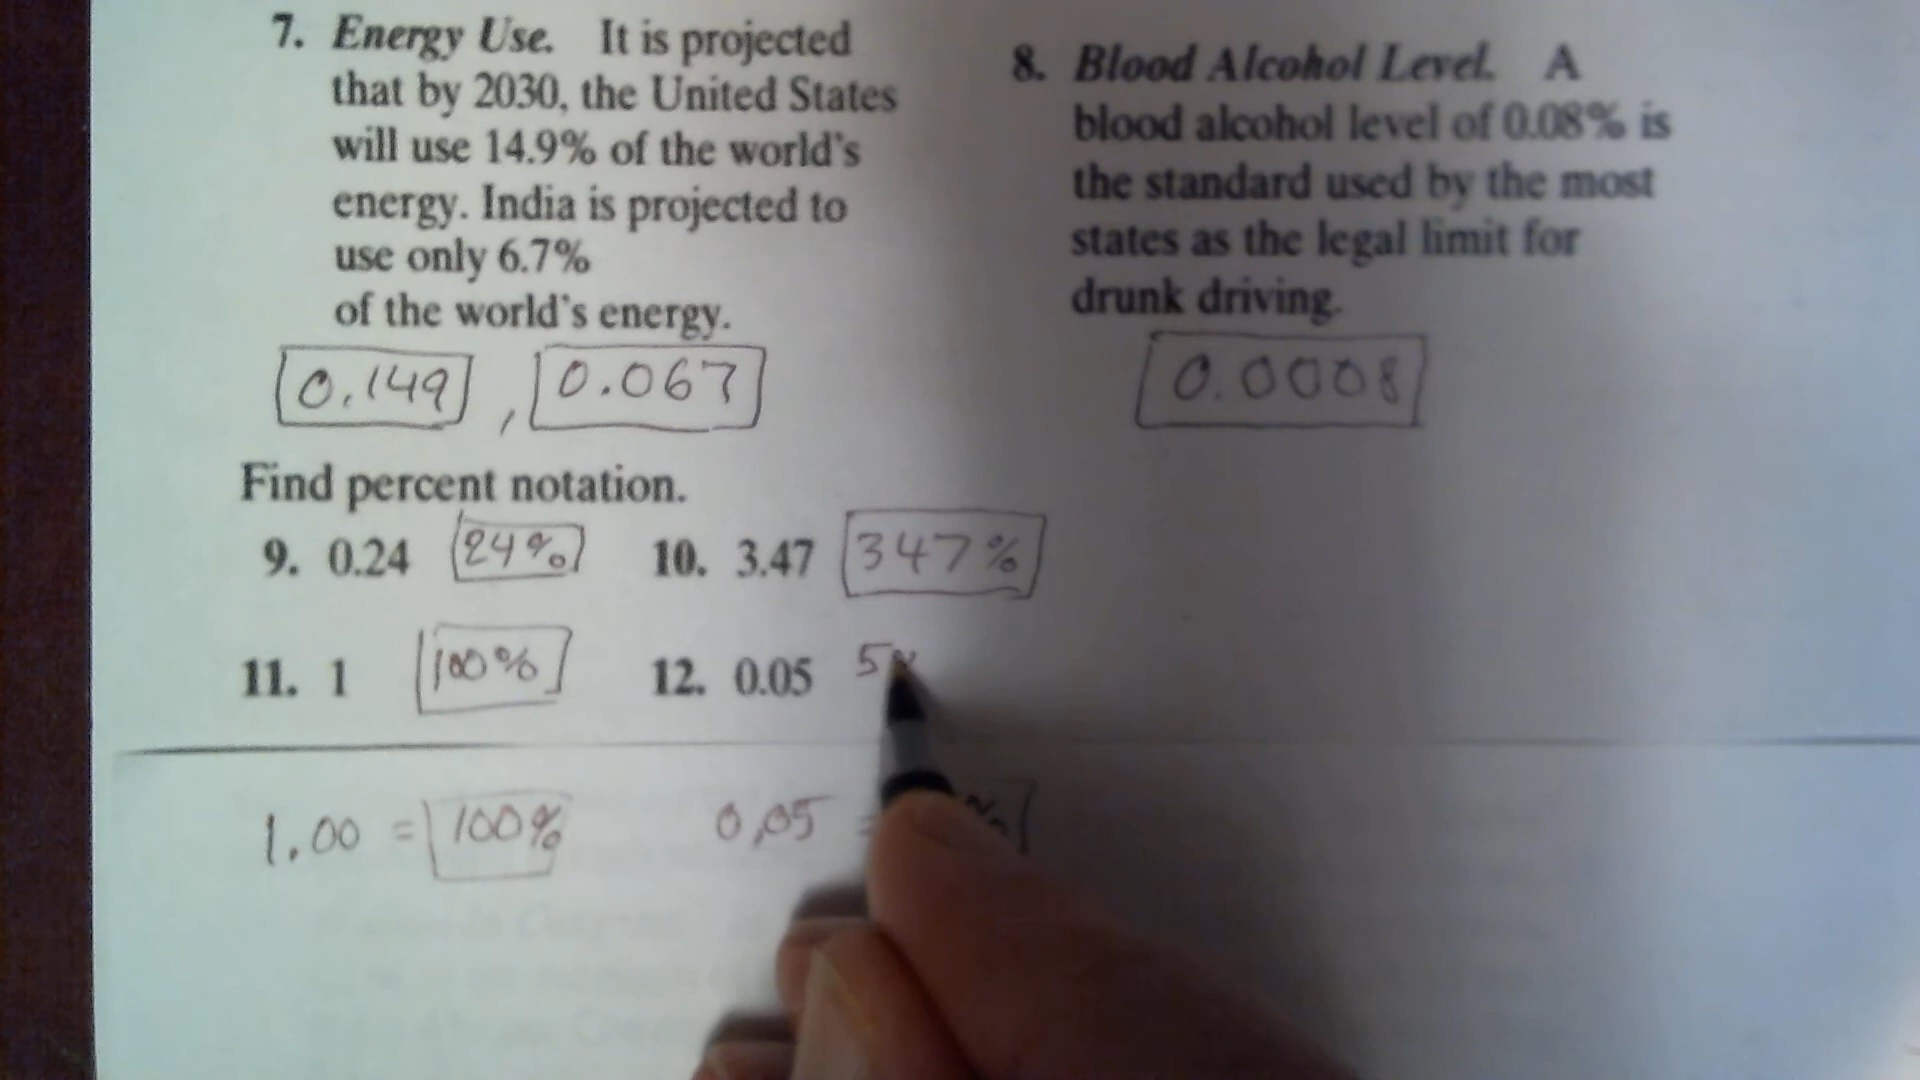 7. Energy Use. It is projected
that by 2030, the United States
will use 14.9% of the world's
energy. India is projected to
use only 6.7%
of the world's energy.
0.149 , 0.067
8. Blood Alcohol Level. A
blood alcohol level of 0.08% is
the standard used by the most
states as the legal limit for
drunk driving.
0.0008
Find percent notation.
9. 0.24 24% 10. 3.47 347%
11. 1 100% 12. 0.05 5
1.00 = 100% 0.05 = %